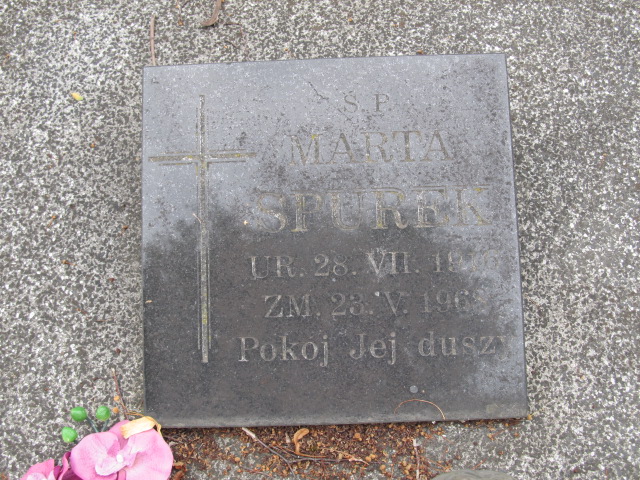 S. P.
MARTA
SPUREK
UR. 28. VII.
ZM. 23. V.
Pokoj Jej duszy